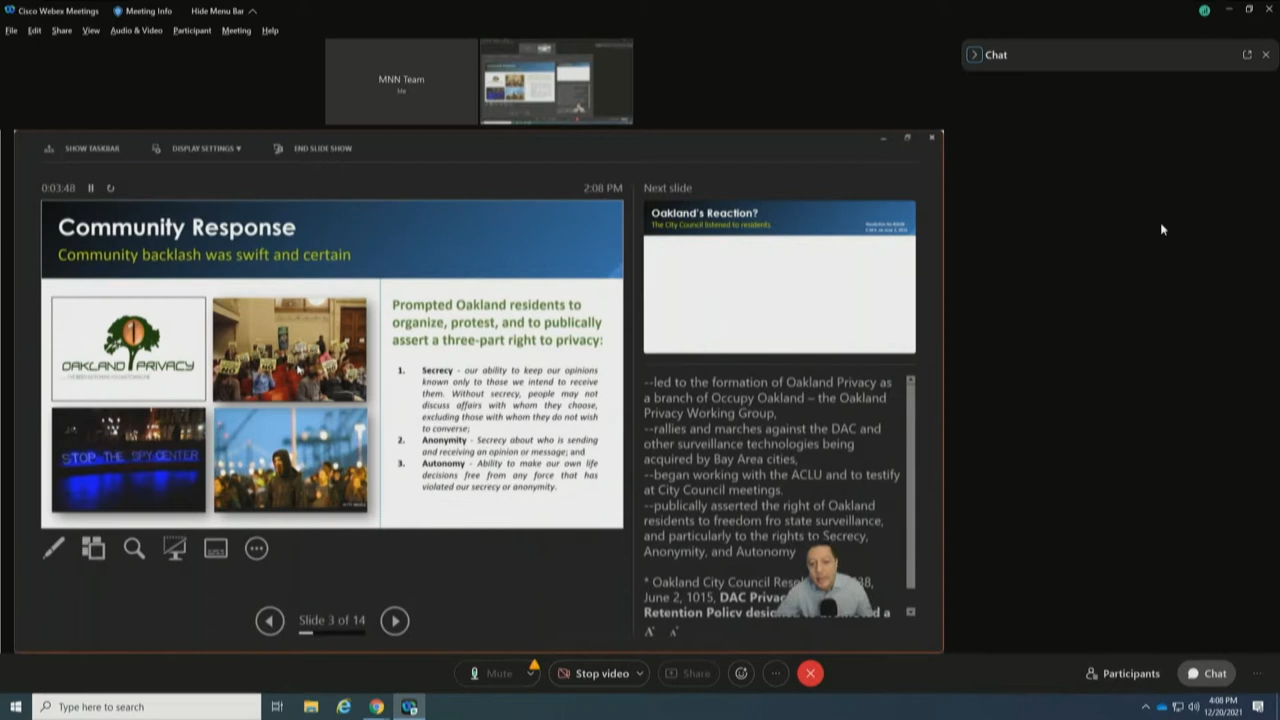 Cisco Webex Meetings
Meeting Info
Hide Menu Bar
File Edit Share View Audio & Video Participant Meeting Help
MNN Team
Me
Chat
SHOW TASKBAR
DISPLAY SETTINGS
END SLIDE SHOW
0:03:48
2:08 PM
Community Response
Community backlash was swift and certain
OAKLAND PRIVACY
STOP THE SPY CENTER
Prompted Oakland residents to
organize, protest, and to publically
assert a three-part right to privacy:
1. Secrecy - our ability to keep our opinions
known only to those we intend to receive
them. Without secrecy, people may not
discuss affairs with whom they choose,
excluding those with whom they do not wish
to converse;
2. Anonymity - Secrecy about who is sending
and receiving an opinion or message; and
3. Autonomy - Ability to make our own life
decisions free from any force that has
violated our secrecy or anonymity.
Slide 3 of 14
Next slide
Oakland's Reaction?
The City Council listened to residents
--led to the formation of Oakland Privacy as
a branch of Occupy Oakland – the Oakland
Privacy Working Group,
--rallies and marches against the DAC and
other surveillance technologies being
acquired by Bay Area cities,
--began working with the ACLU and to testify
at City Council meetings.
--publically asserted the right of Oakland
residents to freedom fro state surveillance,
and particularly to the rights to Secrecy,
Anonymity, and Autonomy
* Oakland City Council
June 2, 1015, DAC
Retention Policy
Mute
Stop video
Share
Participants
Chat
Type here to search
4:08 PM
12/20/2021